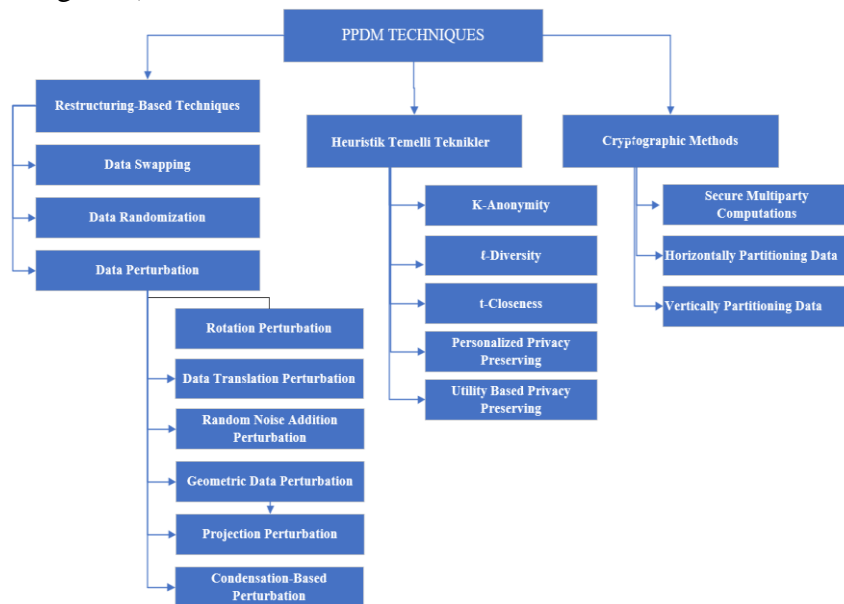 PPDM TECHNIQUES
Restructuring-Based Techniques
Data Swapping
Data Randomization
Data Perturbation
Rotation Perturbation
Data Translation Perturbation
Random Noise Addition
Perturbation
Geometric Data Perturbation
Projection Perturbation
Condensation-Based
Perturbation
Heuristik Temelli Teknikler
K-Anonymity
ℓ-Diversity
t-Closeness
Personalized Privacy
Preserving
Utility Based Privacy
Preserving
Cryptographic Methods
Secure Multiparty
Computations
Horizontally Partitioning Data
Vertically Partitioning Data